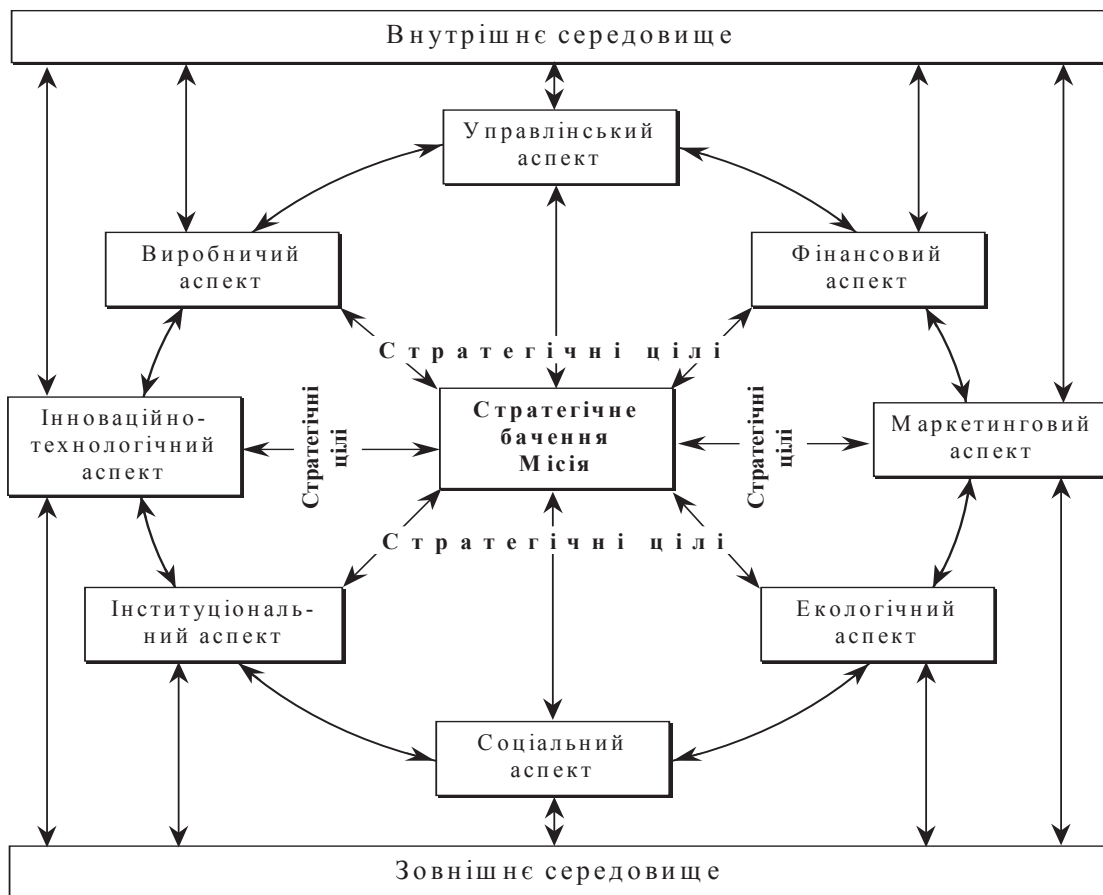 Внутрішнє середовище
Управлінський
аспект
Виробничий
аспект
Фінансовий
аспект
Стратегічні цілі
Інноваційно-
технологічний
аспект
Стратегічні
цілі
Стратегічне
бачення
Місія
Стратегічні
цілі
Маркетинговий
аспект
Стратегічні цілі
Інституціональ-
ний аспект
Екологічний
аспект
Соціальний
аспект
Зовнішнє середовище